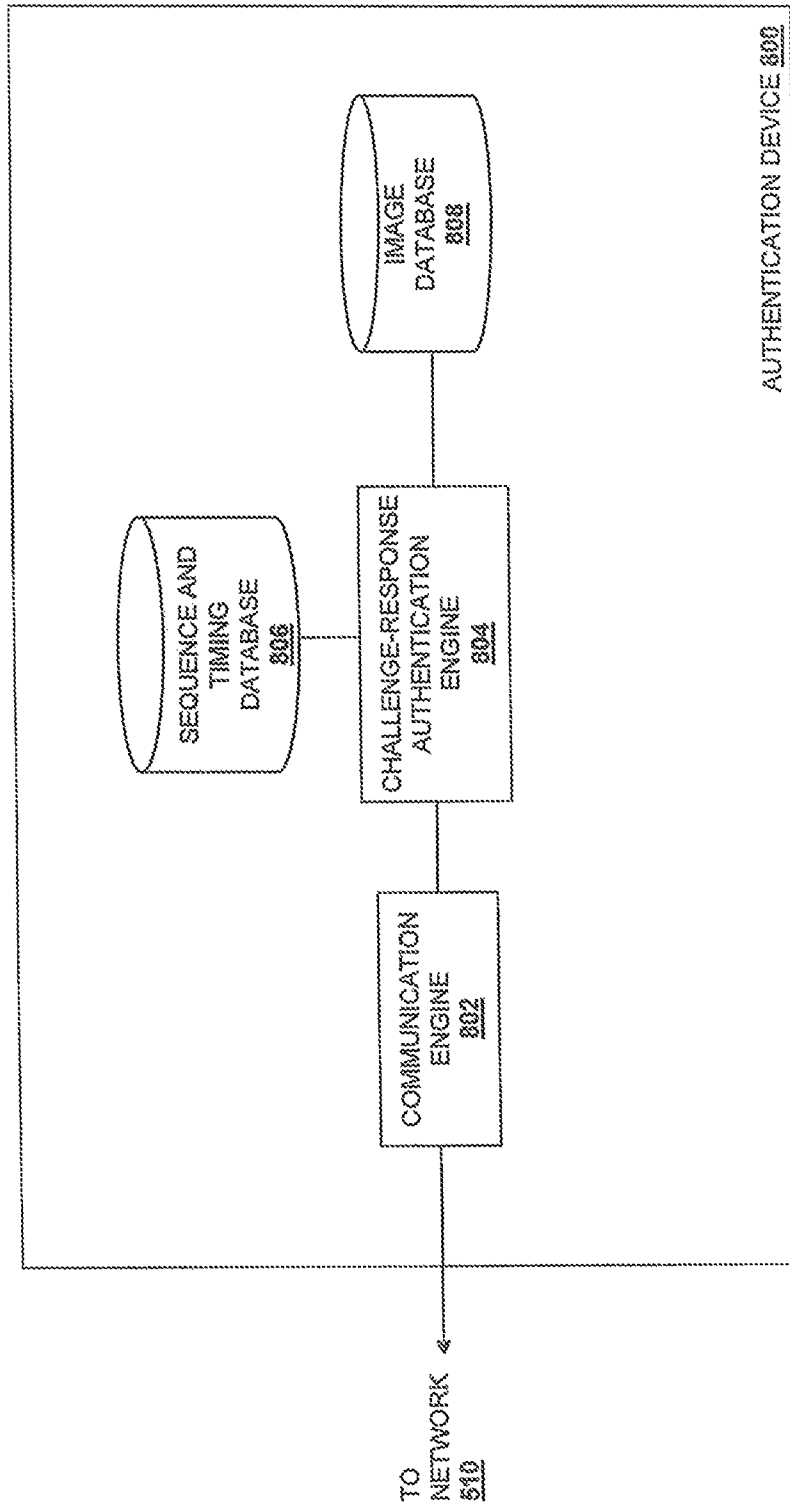 TO
NETWORK
510
COMMUNICATION
ENGINE
802
CHALLENGE-RESPONSE
AUTHENTICATION
ENGINE
804
SEQUENCE AND
TIMING
DATABASE
806
IMAGE
DATABASE
808
AUTHENTICATION DEVICE 800